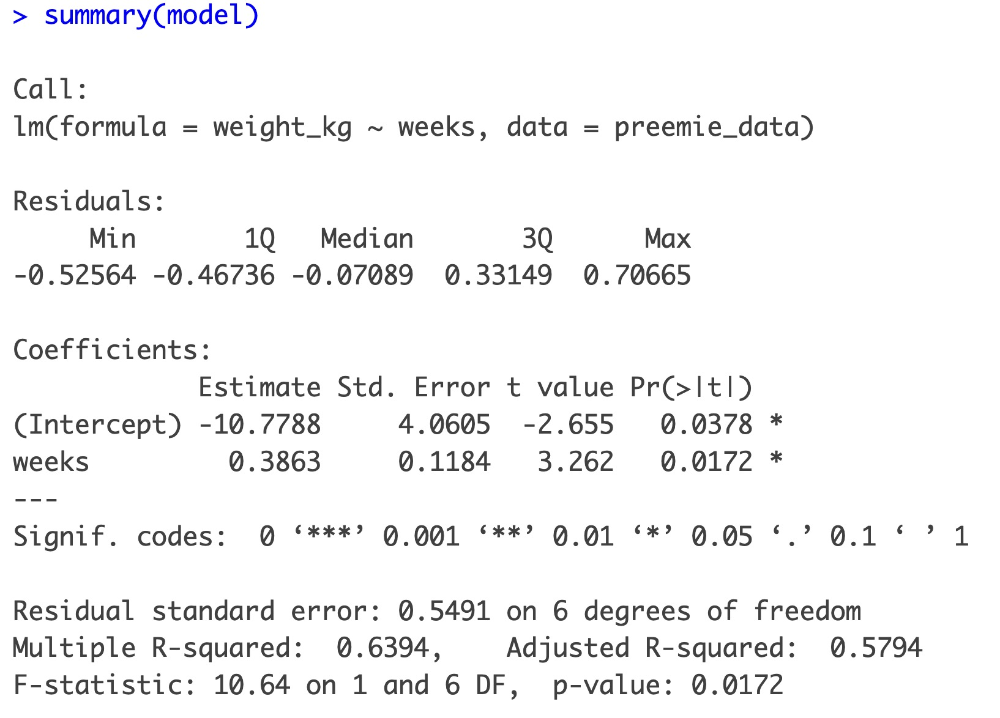 > summary(model)
Call:
lm(formula = weight_kg ~ weeks, data = preemie_data)
Residuals:
     Min       1Q   Median       3Q      Max
-0.52564 -0.46736 -0.07089  0.33149  0.70665
Coefficients:
            Estimate Std. Error t value Pr(>|t|)
(Intercept) -10.7788     4.0605  -2.655   0.0378 *
weeks         0.3863     0.1184   3.262   0.0172 *
---
Signif. codes:  0 ‘***’ 0.001 ‘**’ 0.01 ‘*’ 0.05 ‘.’ 0.1 ‘ ’ 1
Residual standard error: 0.5491 on 6 degrees of freedom
Multiple R-squared:  0.6394,    Adjusted R-squared:  0.5794
F-statistic: 10.64 on 1 and 6 DF,  p-value: 0.0172